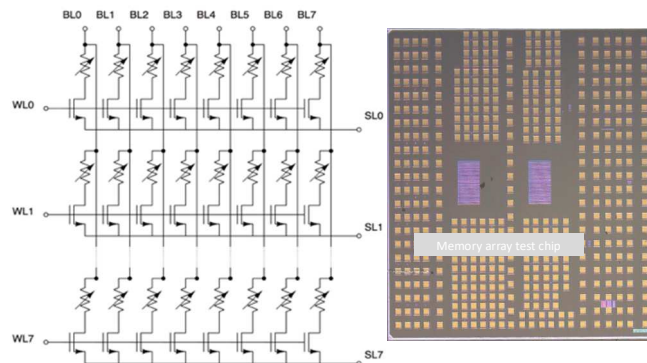 BL0 BL1 BL2 BL3 BL4 BL5 BL6 BL7
WL0
SL0
WL1
SL1
Memory array test chip
WL7
SL7